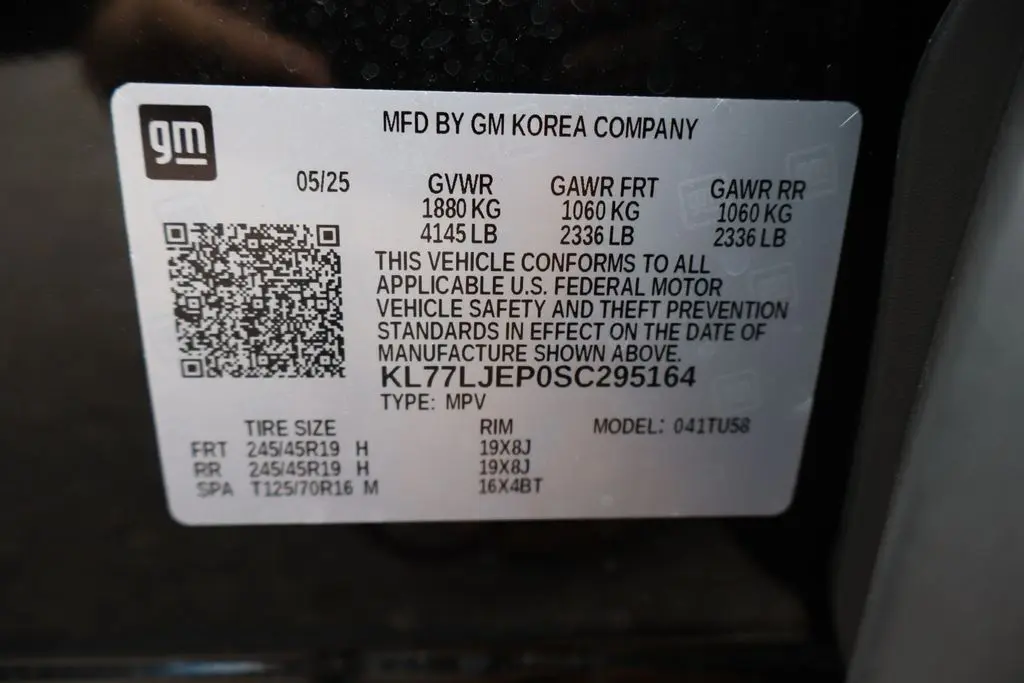 gm
MFD BY GM KOREA COMPANY
05/25 GVWR GAWR FRT GAWR RR
1880 KG 1060 KG 1060 KG
4145 LB 2336 LB 2336 LB
THIS VEHICLE CONFORMS TO ALL
APPLICABLE U.S. FEDERAL MOTOR
VEHICLE SAFETY AND THEFT PREVENTION
STANDARDS IN EFFECT ON THE DATE OF
MANUFACTURE SHOWN ABOVE.
KL77LJEP0SC295164
TYPE: MPV
TIRE SIZE RIM MODEL: 041TU58
FRT 245/45R19 H 19X8J
RR 245/45R19 H 19X8J
SPA T125/70R16 M 16X4BT